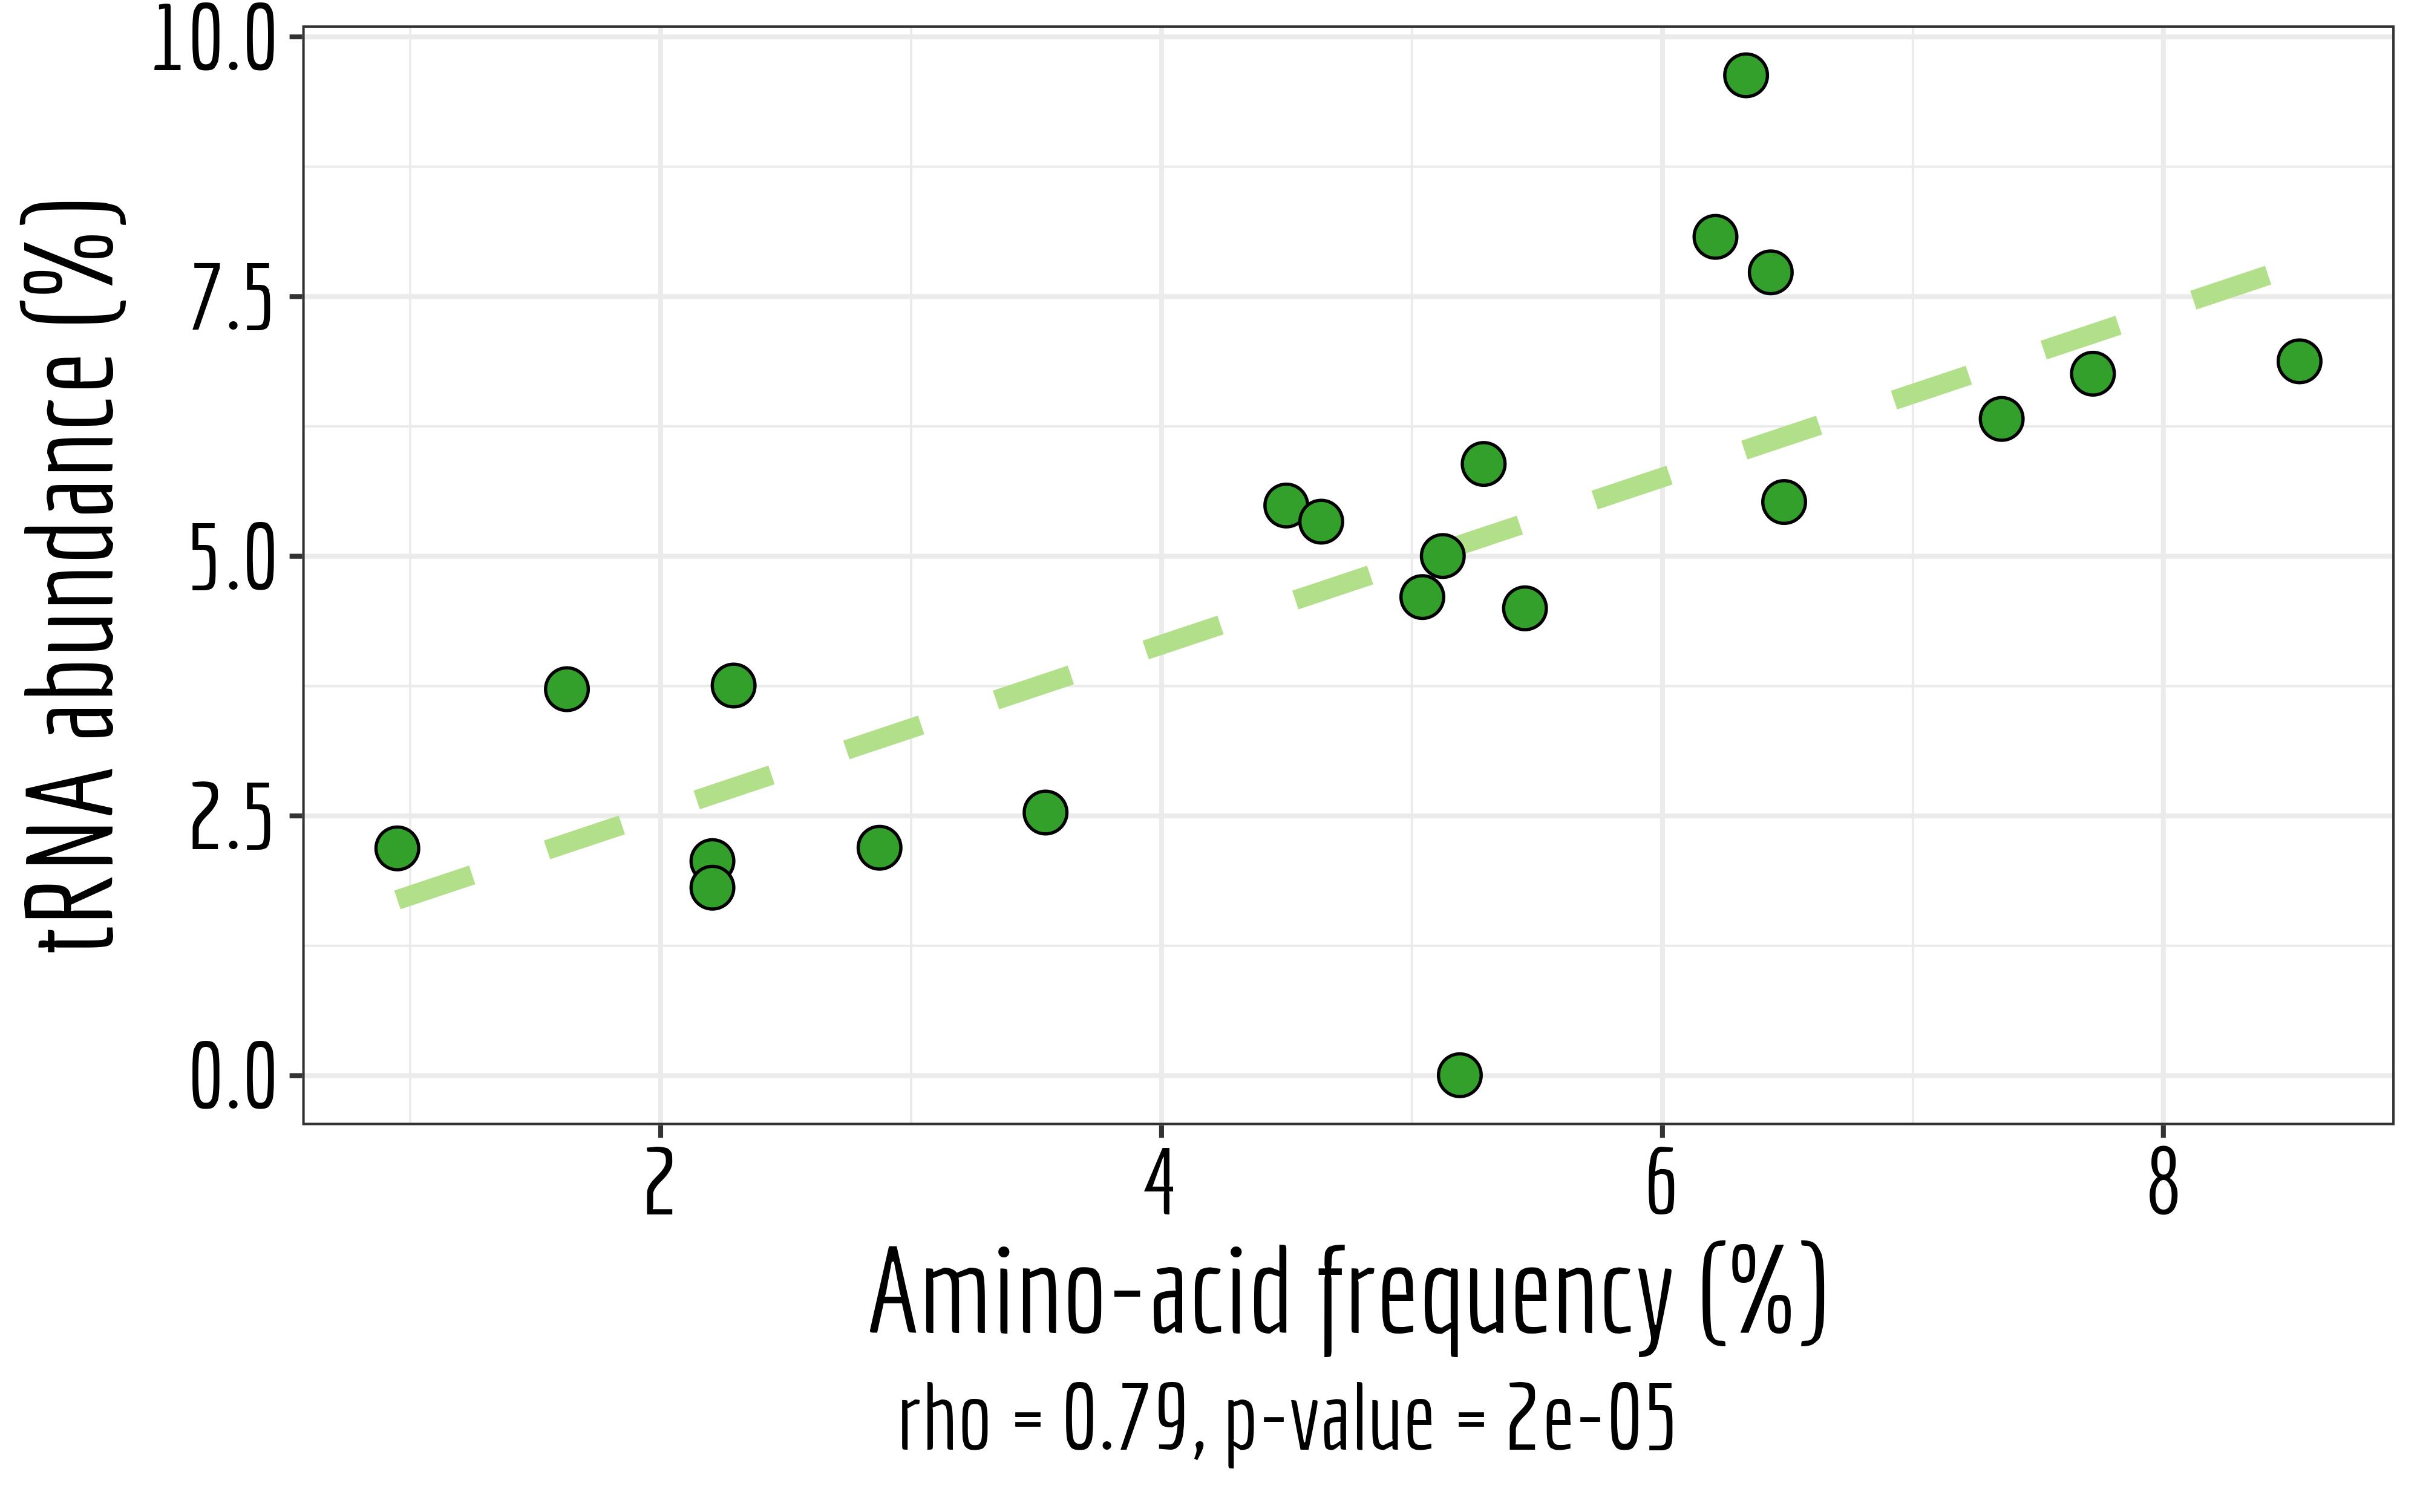 tRNA abundance (%)
10.0
7.5
5.0
2.5
0.0
2 4 6 8
Amino-acid frequency (%)
rho = 0.79, p-value = 2e-05